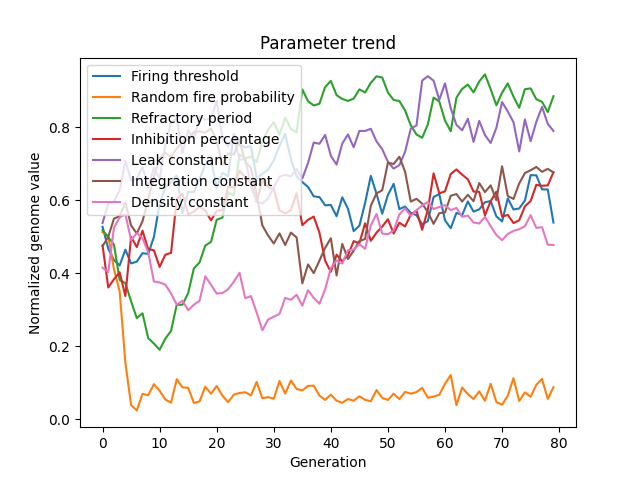 Parameter trend
Firing threshold
Random fire probability
Refractory period
Inhibition percentage
Leak constant
Integration constant
Density constant
Normalized genome value
0.8
0.6
0.4
0.2
0.0
0 10 20 30 40 50 60 70 80
Generation